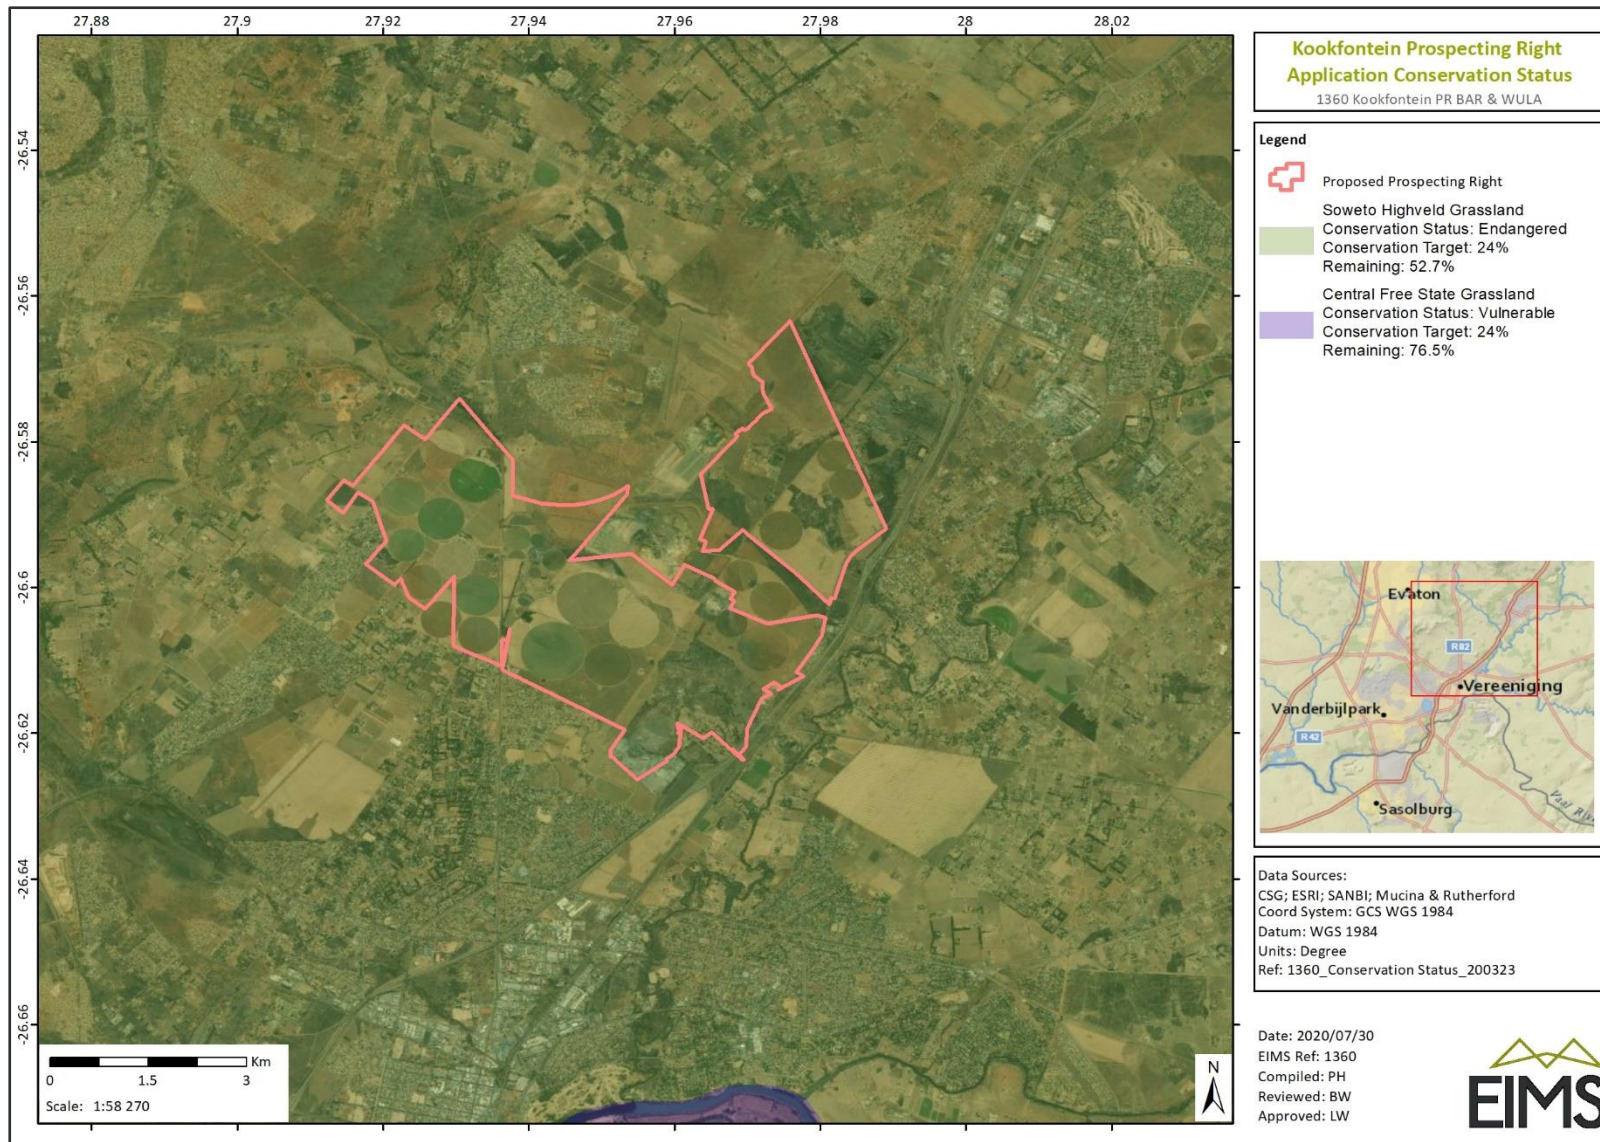 27.88 27.9 27.92 27.94 27.96 27.98 28 28.02
-26.54
-26.56
-26.58
-26.6
-26.62
-26.64
-26.66
Km
0 1.5 3
Scale: 1:58 270
N
Kookfontein Prospecting Right
Application Conservation Status
1360 Kookfontein PR BAR & WULA
Legend
Proposed Prospecting Right
Soweto Highveld Grassland
Conservation Status: Endangered
Conservation Target: 24%
Remaining: 52.7%
Central Free State Grassland
Conservation Status: Vulnerable
Conservation Target: 24%
Remaining: 76.5%
Evaton
R82
Vereeniging
Vanderbijlpark
R42
Sasolburg
Vaal
Data Sources:
CSG; ESRI; SANBI; Mucina & Rutherford
Coord System: GCS WGS 1984
Datum: WGS 1984
Units: Degree
Ref: 1360_Conservation Status_200323
Date: 2020/07/30
EIMS Ref: 1360
Compiled: PH
Reviewed: BW
Approved: LW
EIMS